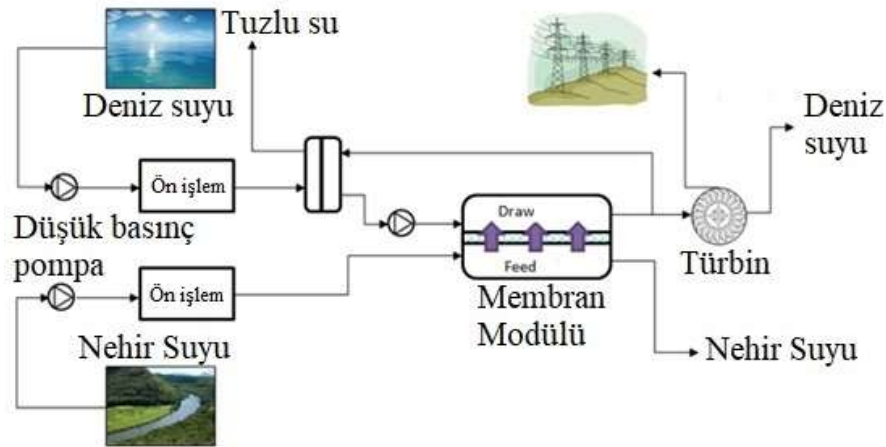 Tuzlu su
Deniz suyu
Deniz
suyu
Ön işlem
Draw
Düşük basınç
pompa
Feed
Türbin
Ön işlem
Membran
Modülü
Nehir Suyu
Nehir Suyu